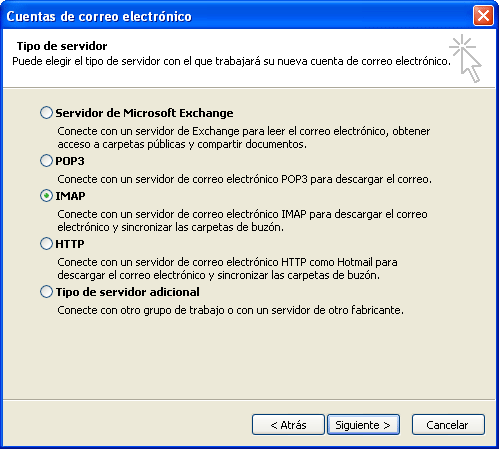 Cuentas de correo electrónico
Tipo de servidor
Puede elegir el tipo de servidor con el que trabajará su nueva cuenta de correo electrónico.
Servidor de Microsoft Exchange
Conecte con un servidor de Exchange para leer el correo electrónico, obtener
acceso a carpetas públicas y compartir documentos.
POP3
Conecte con un servidor de correo electrónico POP3 para descargar el correo.
IMAP
Conecte con un servidor de correo electrónico IMAP para descargar el correo
electrónico y sincronizar las carpetas de buzón.
HTTP
Conecte con un servidor de correo electrónico HTTP como Hotmail para
descargar el correo electrónico y sincronizar las carpetas de buzón.
Tipo de servidor adicional
Conecte con otro grupo de trabajo o con un servidor de otro fabricante.
< Atrás Siguiente > Cancelar